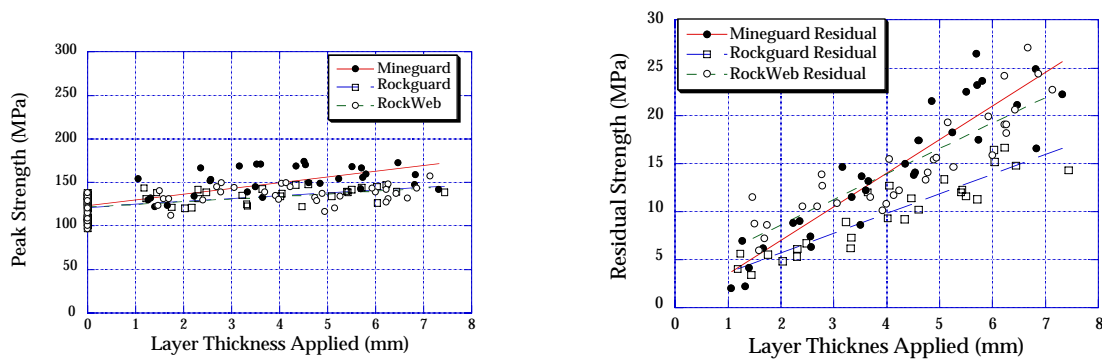 300
250
200
150
100
50
0
0 1 2 3 4 5 6 7 8
Peak Strength (MPa)
Layer Thickness Applied (mm)
Mineguard
Rockguard
RockWeb
30
25
20
15
10
5
0
0 1 2 3 4 5 6 7 8
Residual Strength (MPa)
Layer Thicknes Applied (mm)
Mineguard Residual
Rockguard Residual
RockWeb Residual